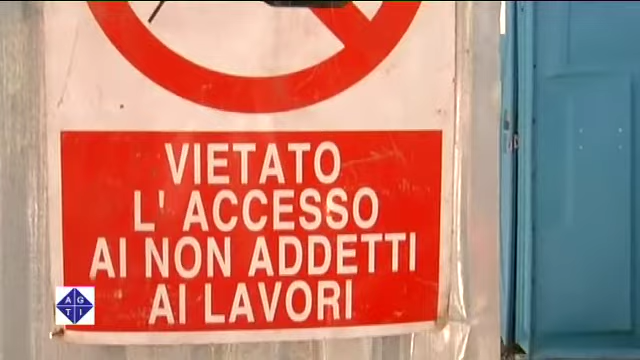 VIETATO
L'ACCESSO
AI NON ADDETTI
AI LAVORI
A G
T I